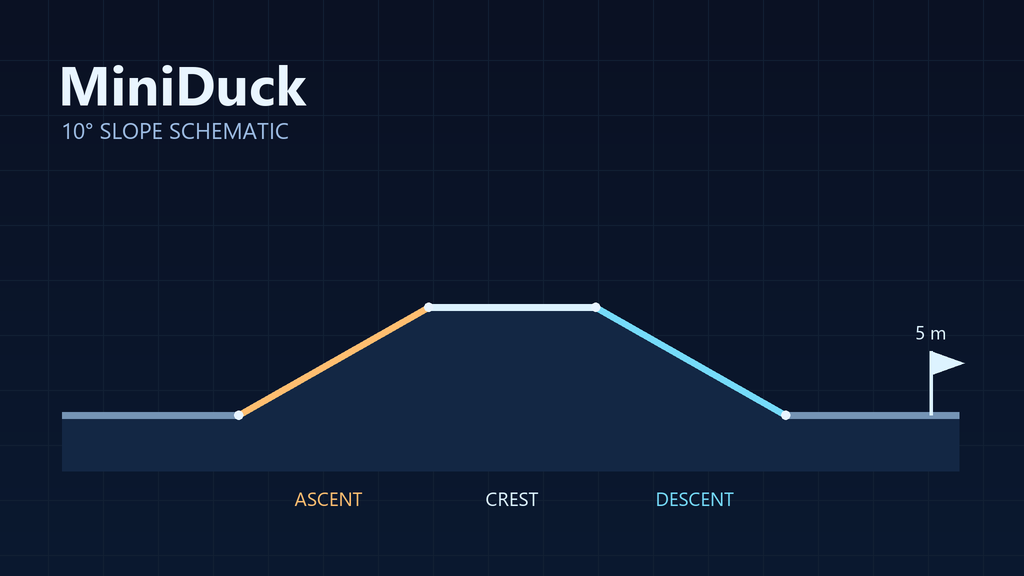 MiniDuck
10° SLOPE SCHEMATIC
5 m
ASCENT
CREST
DESCENT